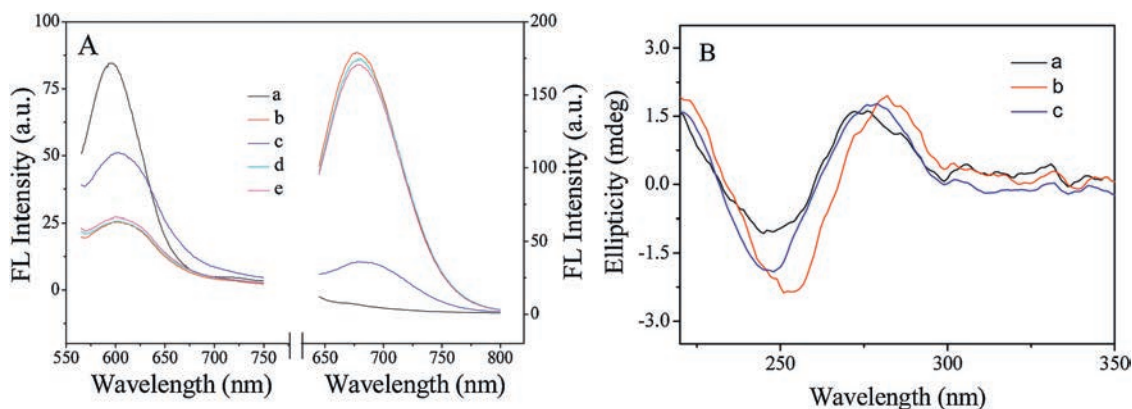 A
FL Intensity (a.u.)
100
75
50
25
0
a
b
c
d
e
550 600 650 700 750
650 700 750 800
Wavelength (nm) Wavelength (nm)
200
150
100
50
0
FL Intensity (a.u.)
B
Ellipticity (mdeg)
3.0
1.5
0.0
-1.5
-3.0
a
b
c
250 300 350
Wavelength (nm)